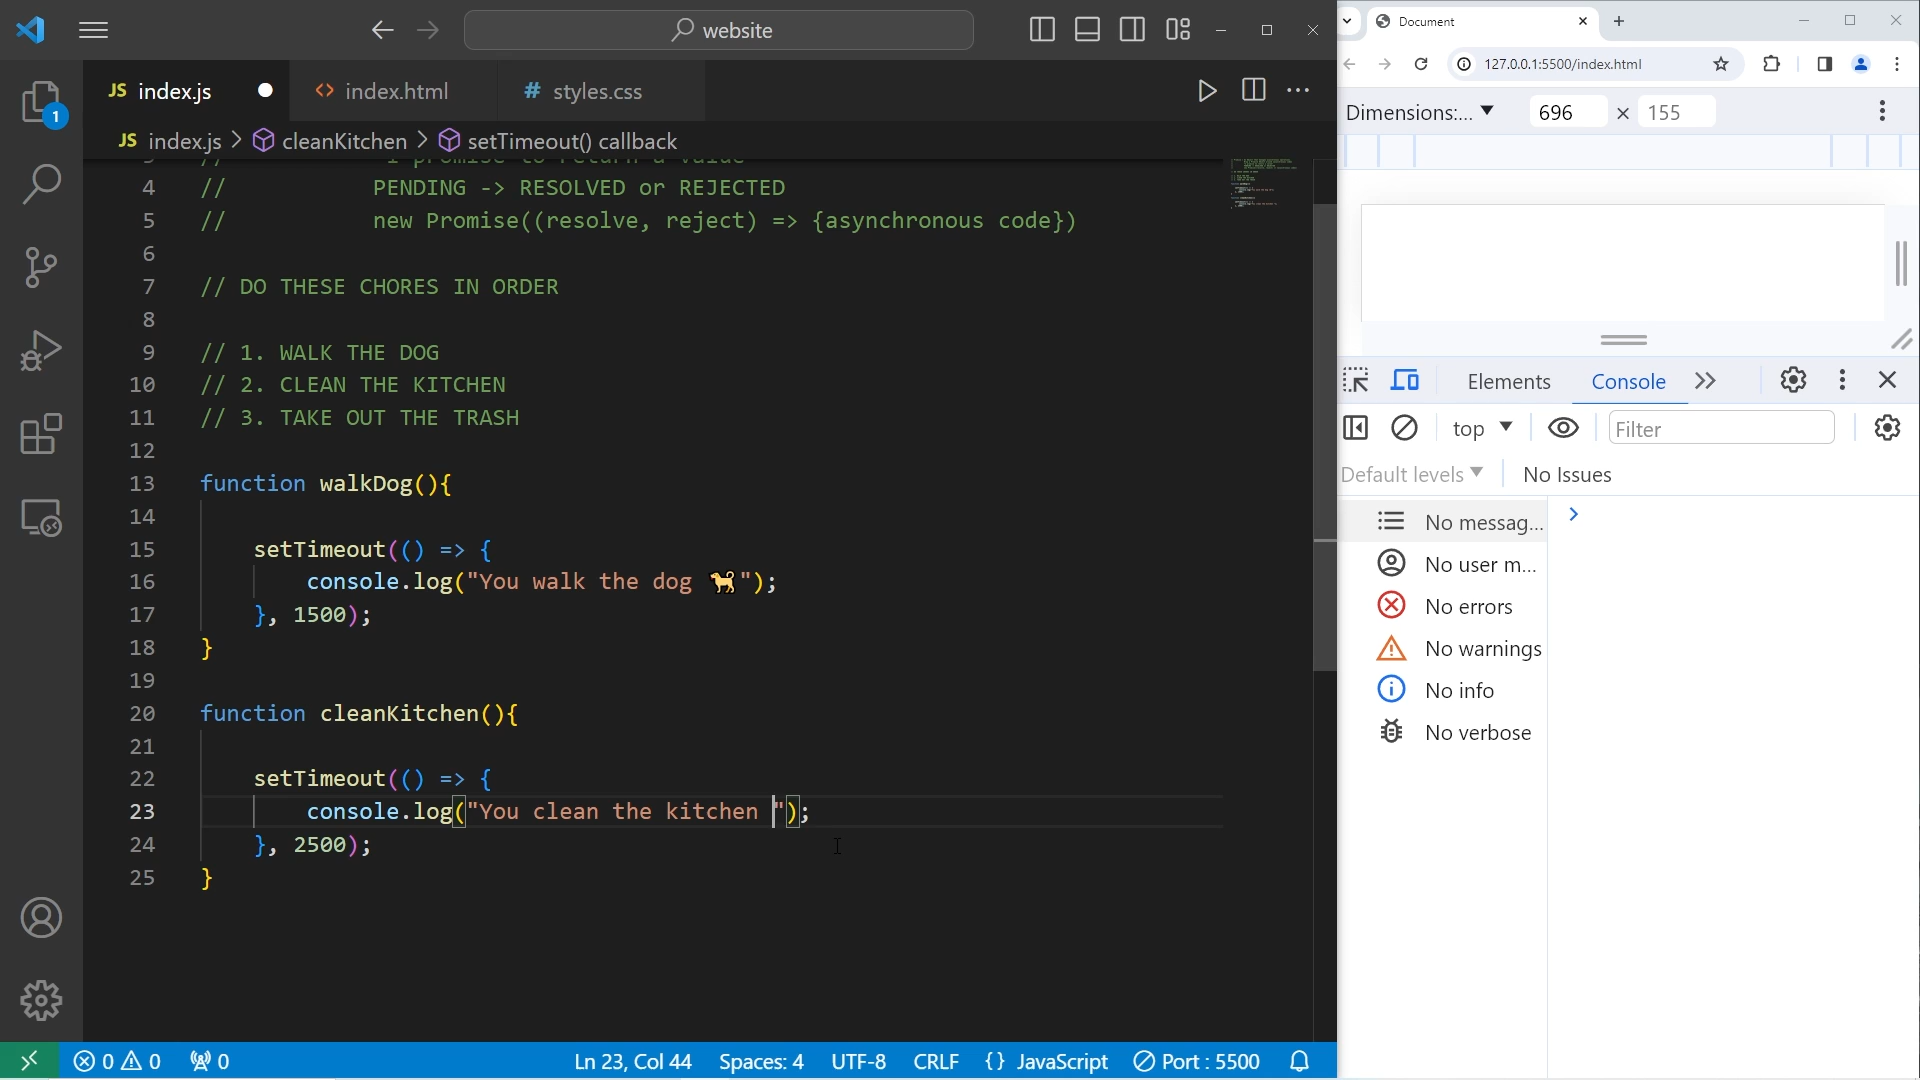 website
Document
127.0.0.1:5500/index.html
JS index.js
<> index.html
# styles.css
JS index.js > cleanKitchen > setTimeout() callback
1
Dimensions:... 696 × 155
// I promise to return a value
4 // PENDING -> RESOLVED or REJECTED
5 // new Promise((resolve, reject) => {asynchronous code})
6
7 // DO THESE CHORES IN ORDER
8
9 // 1. WALK THE DOG
10 // 2. CLEAN THE KITCHEN
11 // 3. TAKE OUT THE TRASH
12
13 function walkDog(){
14
15 setTimeout(() => {
16 console.log("You walk the dog 🐕");
17 }, 1500);
18 }
19
20 function cleanKitchen(){
21
22 setTimeout(() => {
23 console.log("You clean the kitchen ");
24 }, 2500);
25 }
Elements Console
top Filter
Default levels No Issues
No messag...
No user m...
No errors
No warnings
No info
No verbose
0 0 0 Ln 23, Col 44 Spaces: 4 UTF-8 CRLF {} JavaScript Port : 5500